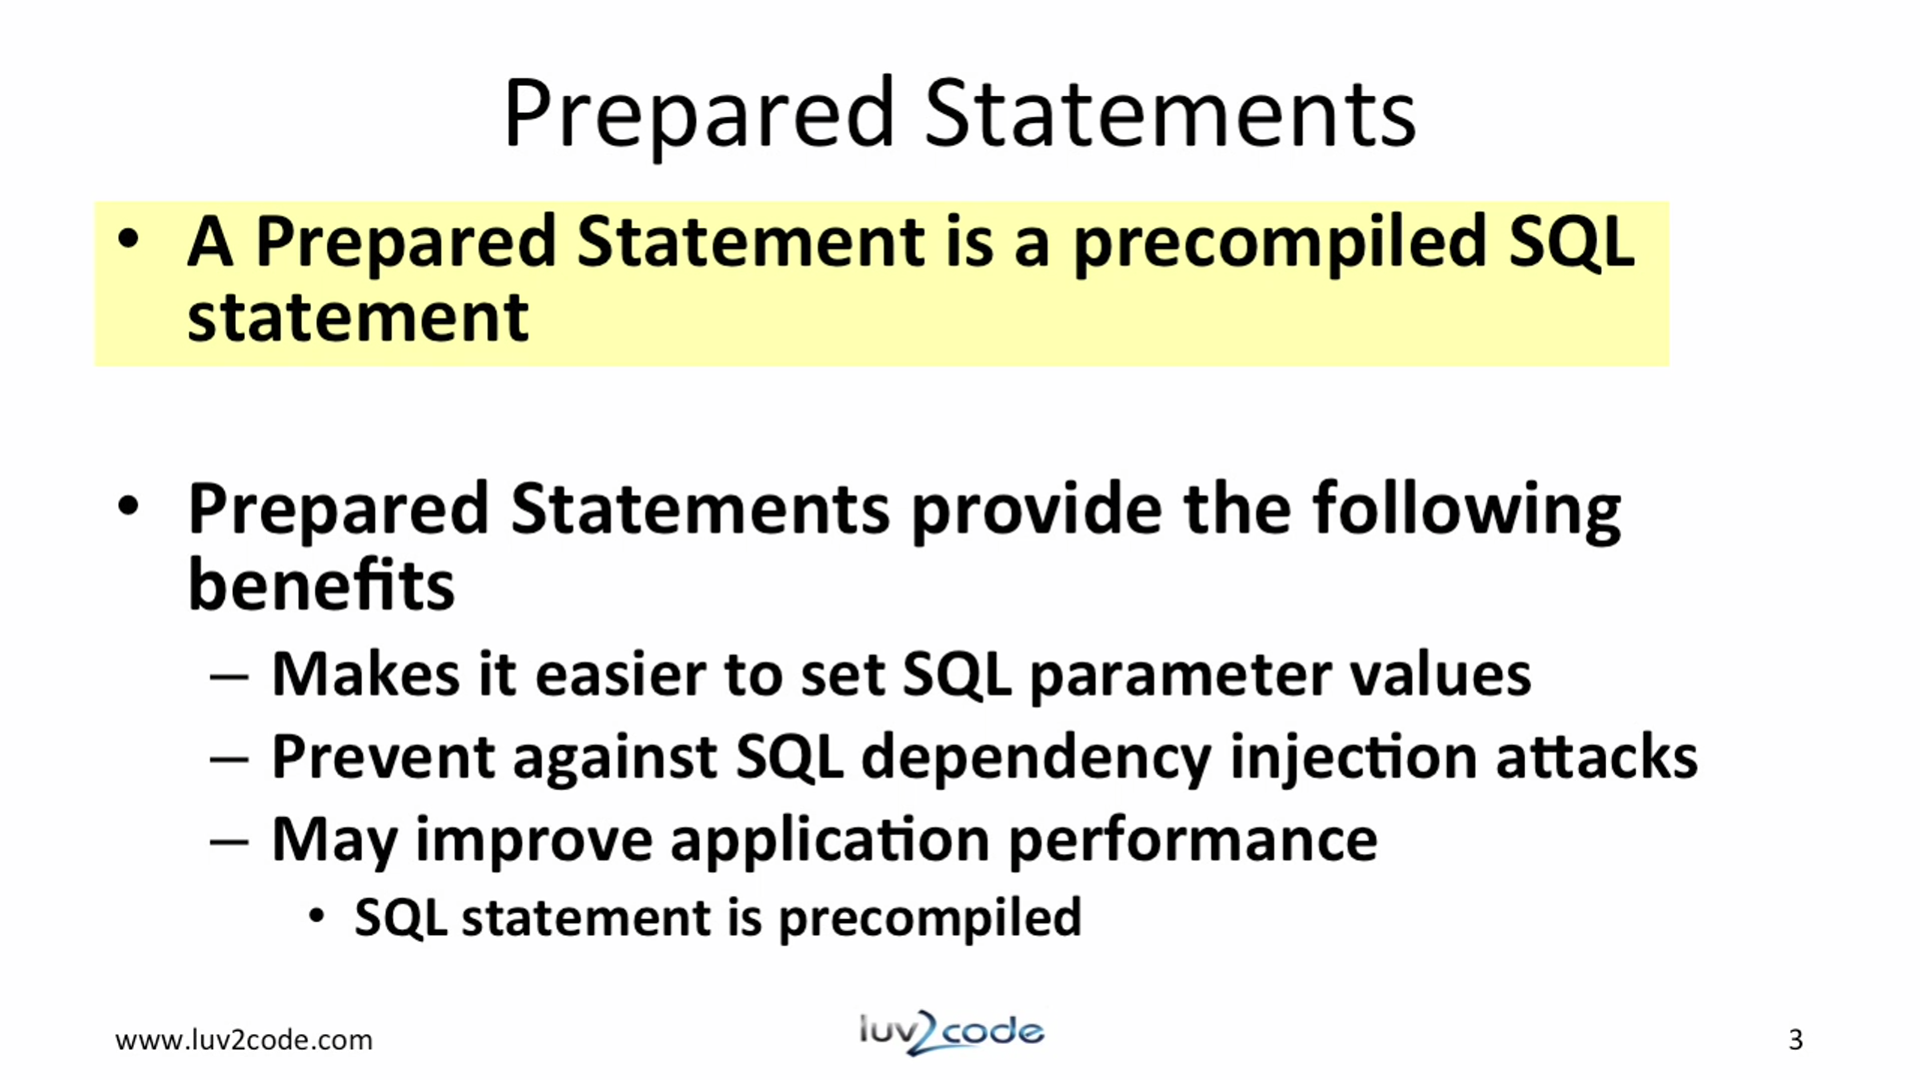 Prepared Statements
• A Prepared Statement is a precompiled SQL
statement
• Prepared Statements provide the following
benefits
– Makes it easier to set SQL parameter values
– Prevent against SQL dependency injection attacks
– May improve application performance
• SQL statement is precompiled
www.luv2code.com
luv2code
3